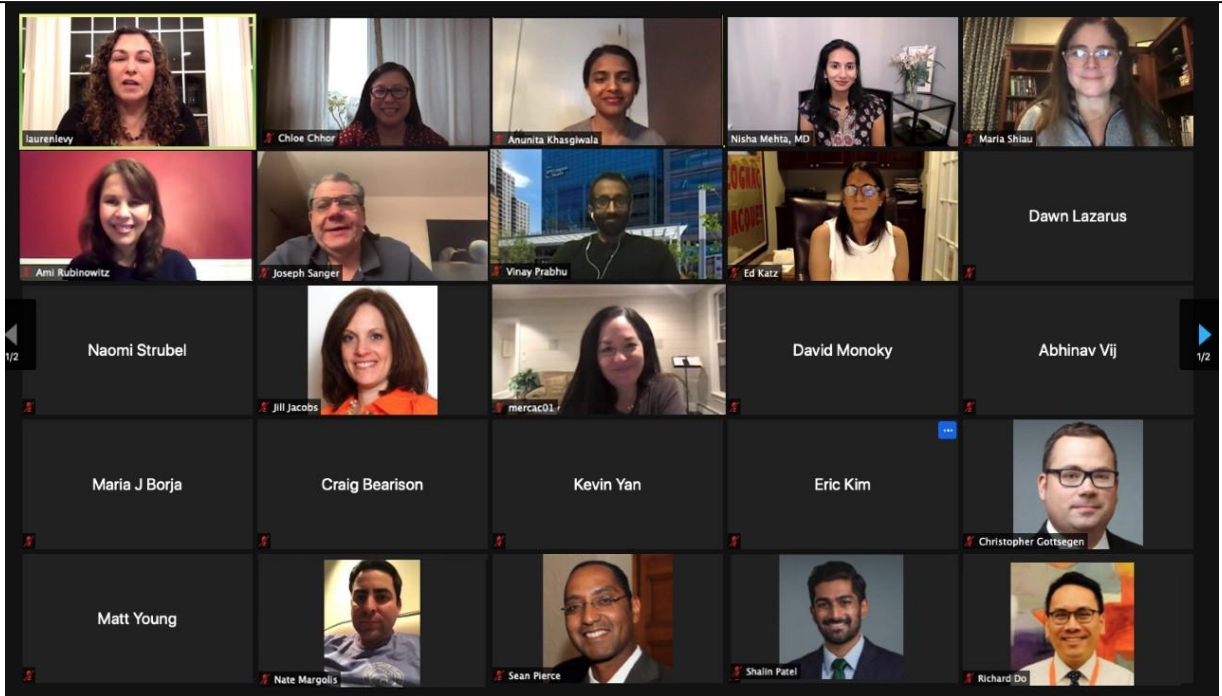 laurenlevy
Chloe Chhor
Anunita Khasgiwala
Nisha Mehta, MD
Maria Shiau
Ami Rubinowitz
Joseph Sanger
Vinay Prabhu
COGNAC
JACQUET
Ed Katz
Dawn Lazarus
1/2
Naomi Strubel
Jill Jacobs
mercac01
David Monoky
Abhinav Vij
1/2
Maria J Borja
Craig Bearison
Kevin Yan
Eric Kim
Christopher Gottsegen
Matt Young
Nate Margolis
Sean Pierce
Shalin Patel
Richard Do